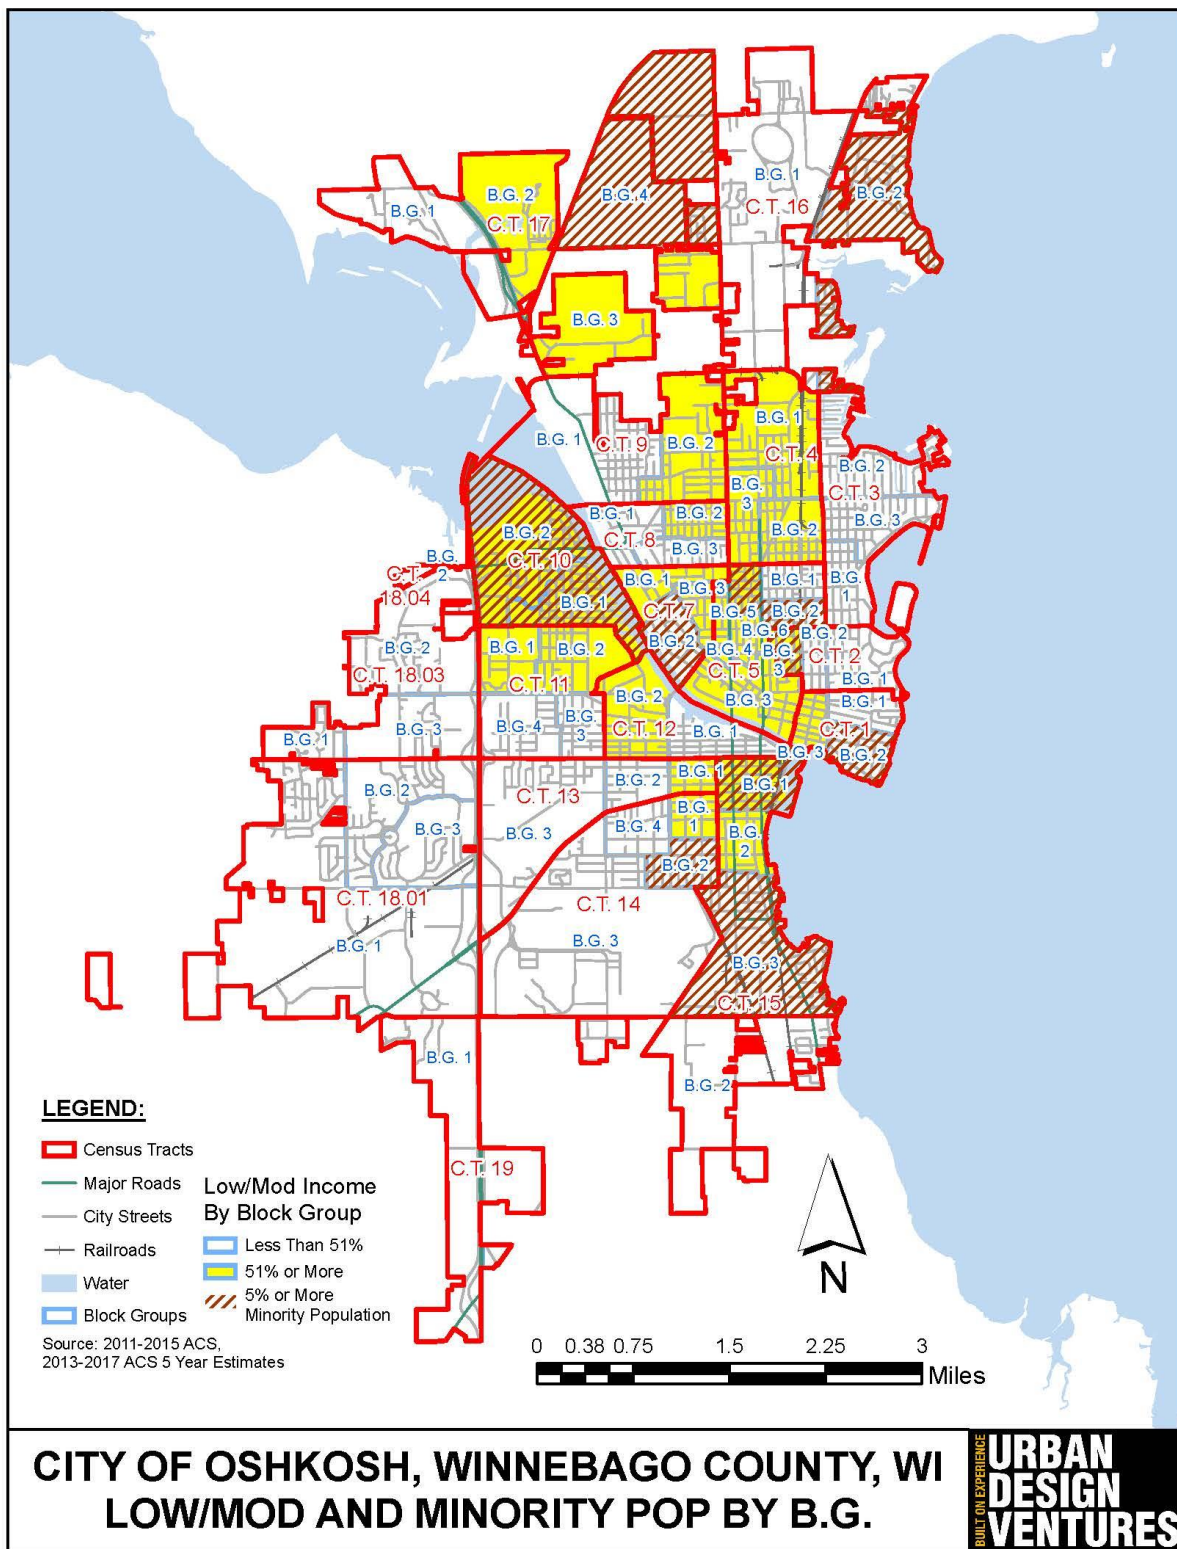 B.G. 2
B.G. 1
C.T. 17
B.G. 4
B.G. 1
C.T. 16
B.G. 2
B.G. 3
B.G. 1
C.T. 9
B.G. 2
B.G. 1
C.T. 4
B.G.
3
B.G. 2
B.G. 2
C.T. 3
B.G. 3
B.G.
1
B.G. 1
B.G. 2
C.T. 8
B.G. 3
B.G. 2
C.T. 10
B.G. 1
B.G.
2
C.T.
18.04
B.G. 2
C.T. 18.03
B.G. 1
B.G. 3
B.G. 1
B.G. 3
C.T. 7
B.G. 2
B.G. 1
B.G. 5
B.G. 2
B.G. 6
B.G. 4
B.G.
3
C.T. 5
B.G. 3
B.G. 2
C.T. 2
B.G. 1
B.G. 1
B.G. 2
C.T. 11
B.G. 4
B.G.
3
B.G. 2
C.T. 12
B.G. 1
B.G. 1
C.T. 1
B.G. 3
B.G. 2
B.G. 2
B.G. 3
C.T. 18.01
B.G. 1
C.T. 13
B.G. 3
B.G. 2
B.G. 1
B.G. 4
B.G.
1
B.G. 2
C.T. 14
B.G. 3
B.G. 1
B.G.
2
B.G. 3
C.T. 15
B.G. 2
B.G. 1
C.T. 19
LEGEND:
Census Tracts
Major Roads
City Streets
Railroads
Water
Block Groups
Low/Mod Income
By Block Group
Less Than 51%
51% or More
5% or More
Minority Population
Source: 2011-2015 ACS,
2013-2017 ACS 5 Year Estimates
N
0 0.38 0.75 1.5 2.25 3
Miles
CITY OF OSHKOSH, WINNEBAGO COUNTY, WI
LOW/MOD AND MINORITY POP BY B.G.
BUILT ON EXPERIENCE
URBAN
DESIGN
VENTURES